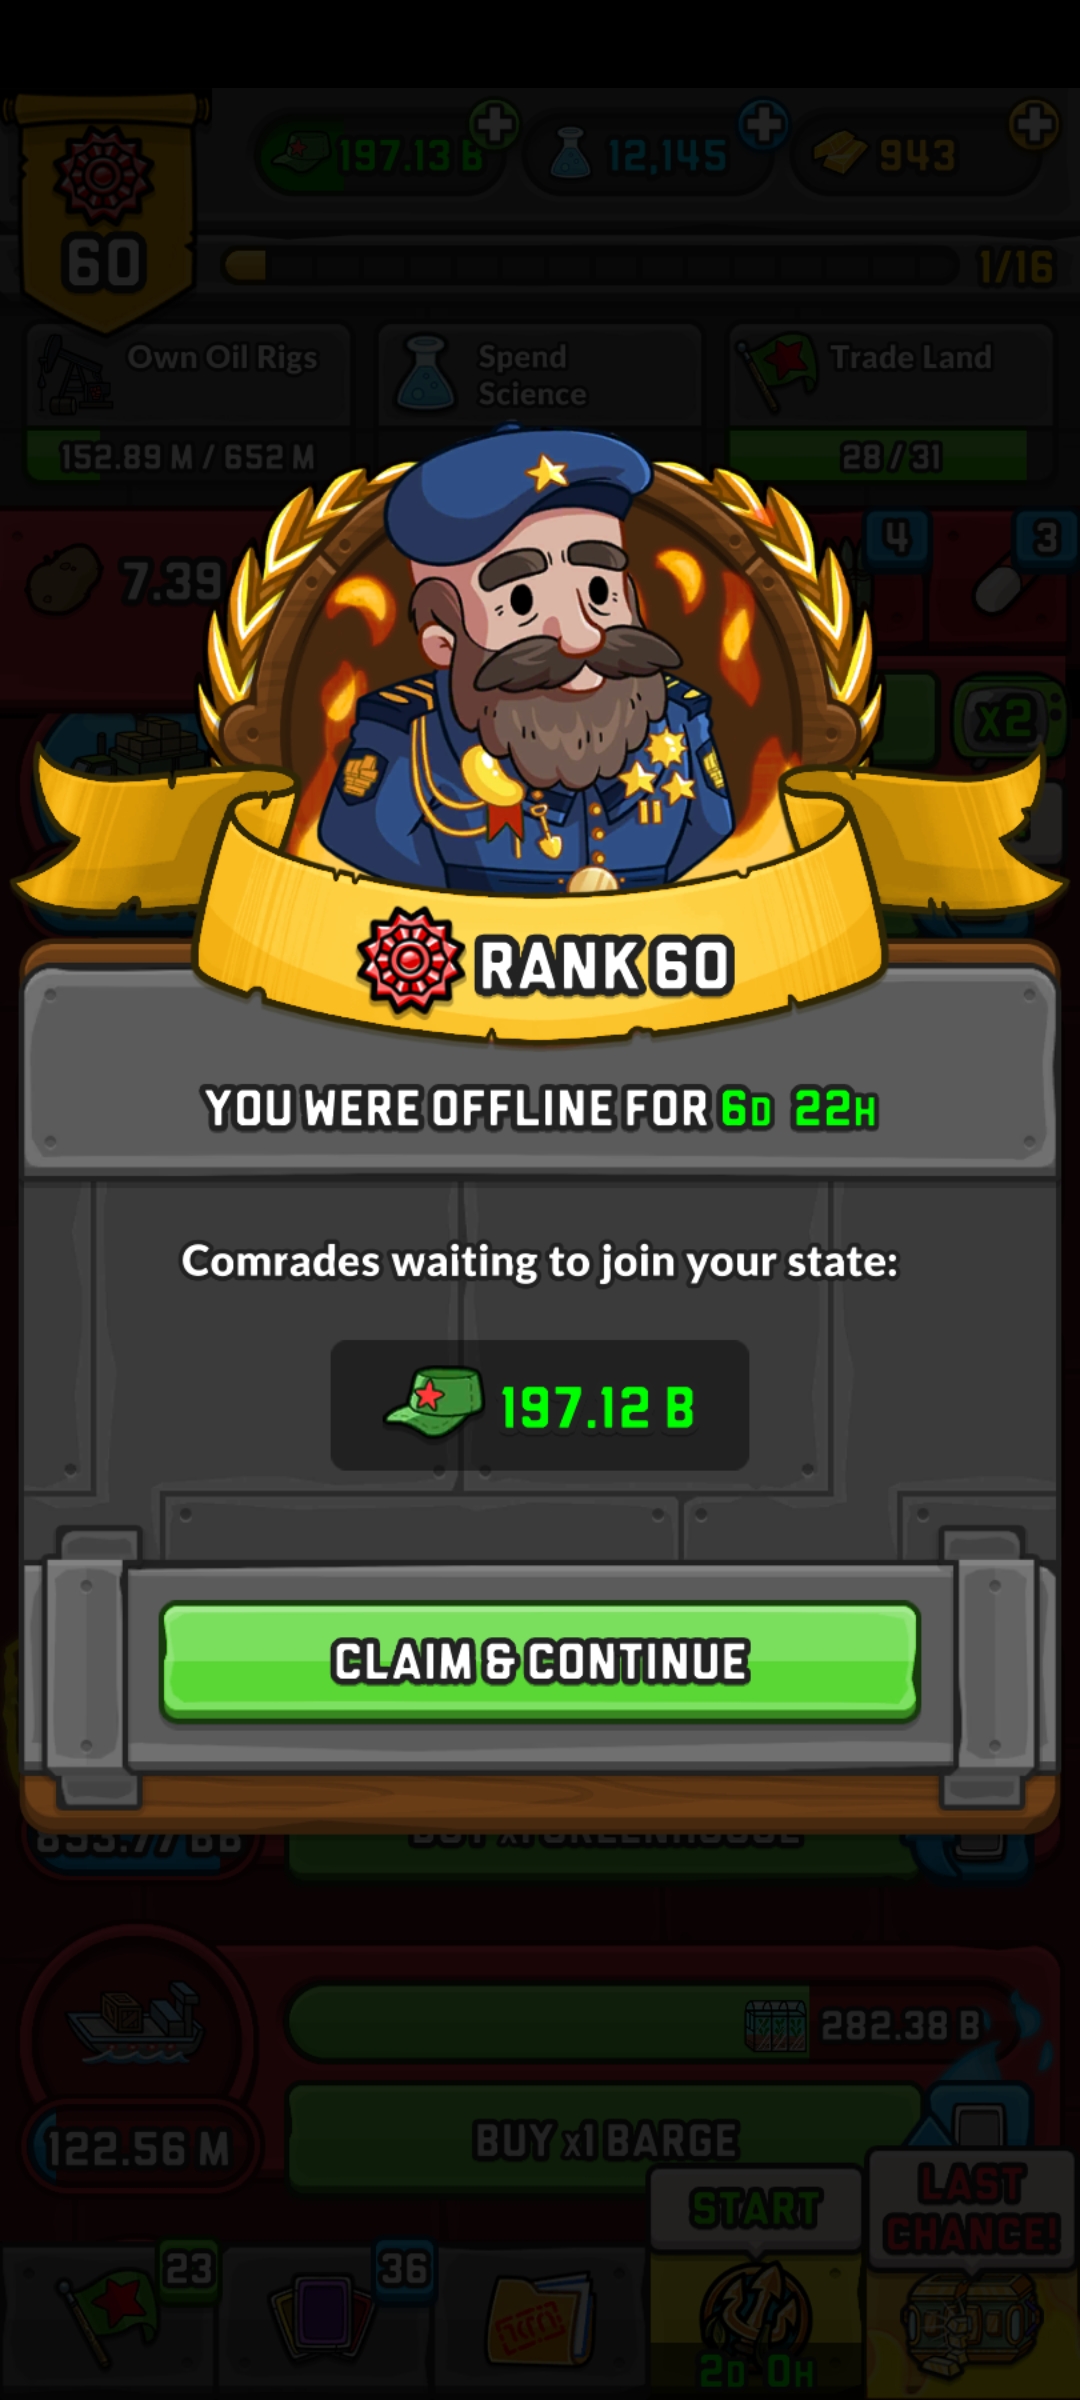 197.13 B
12,145
943
60
1/16
Own Oil Rigs
Spend
Science
Trade Land
152.89 M / 652 M
28/31
7.39
4
3
x2
RANK 60
YOU WERE OFFLINE FOR 6D 22H
Comrades waiting to join your state:
197.12 B
CLAIM & CONTINUE
BUY x1 GREENHOUSE
282.38 B
122.56 M
BUY x1 BARGE
START
LAST
CHANCE!
23
36
2D 0H